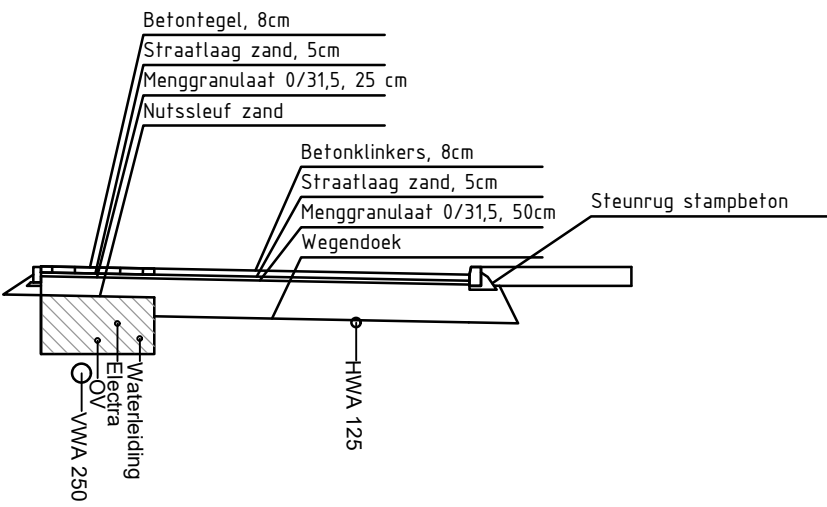 Betontegel, 8cm
Straatlaag zand, 5cm
Menggranulaat 0/31,5, 25 cm
Nutssleuf zand
Betonklinkers, 8cm
Straatlaag zand, 5cm
Menggranulaat 0/31,5, 50cm
Wegendoek
Steunrug stampbeton
Waterleiding
Electra
OV
VWA 250
HWA 125